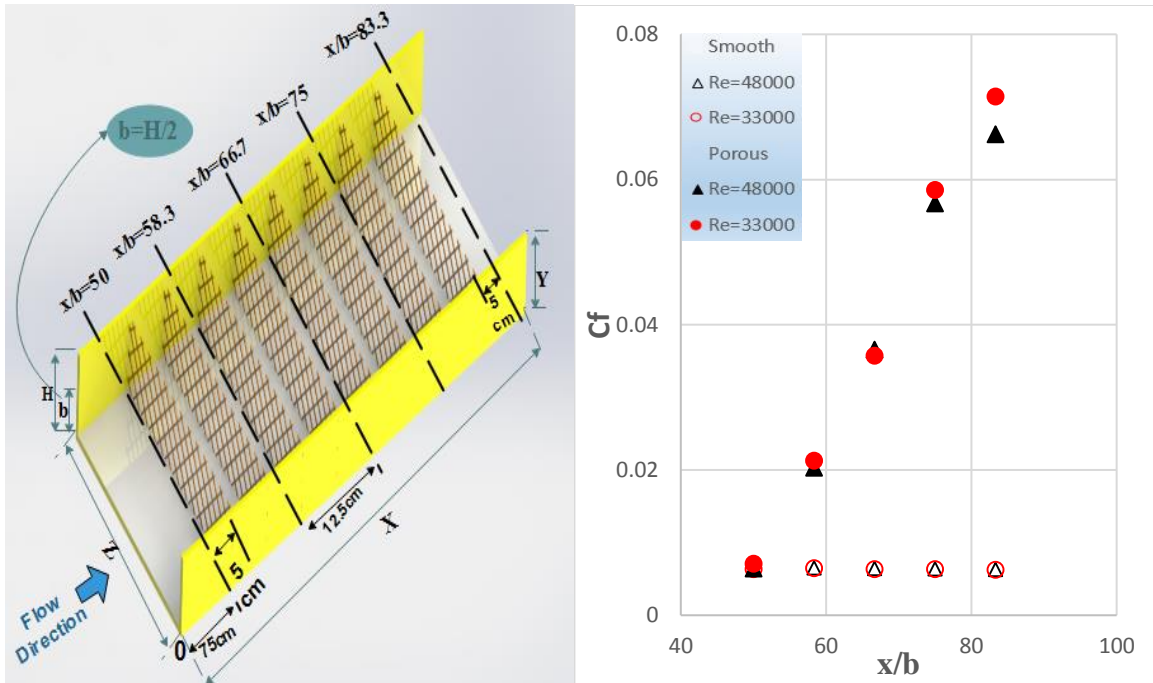 x/b=83.3
x/b=75
b=H/2
x/b=66.7
x/b=58.3
x/b=50
Y
5
cm
H
b
12.5cm
X
5
cm
Z
Flow
Direction
0
75cm
0.08
0.06
0.04
0.02
0
Cf
Smooth
Re=48000
Re=33000
Porous
Re=48000
Re=33000
40 60 80 100
x/b